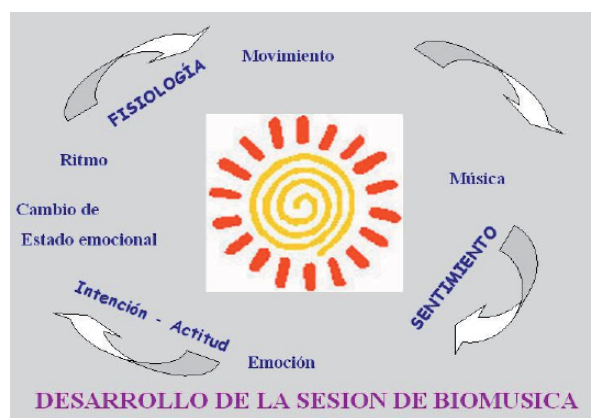 Movimiento
FISIOLOGÍA
Ritmo
Música
Cambio de
Estado emocional
SENTIMIENTO
Intención - Actitud
Emoción
DESARROLLO DE LA SESION DE BIOMUSICA